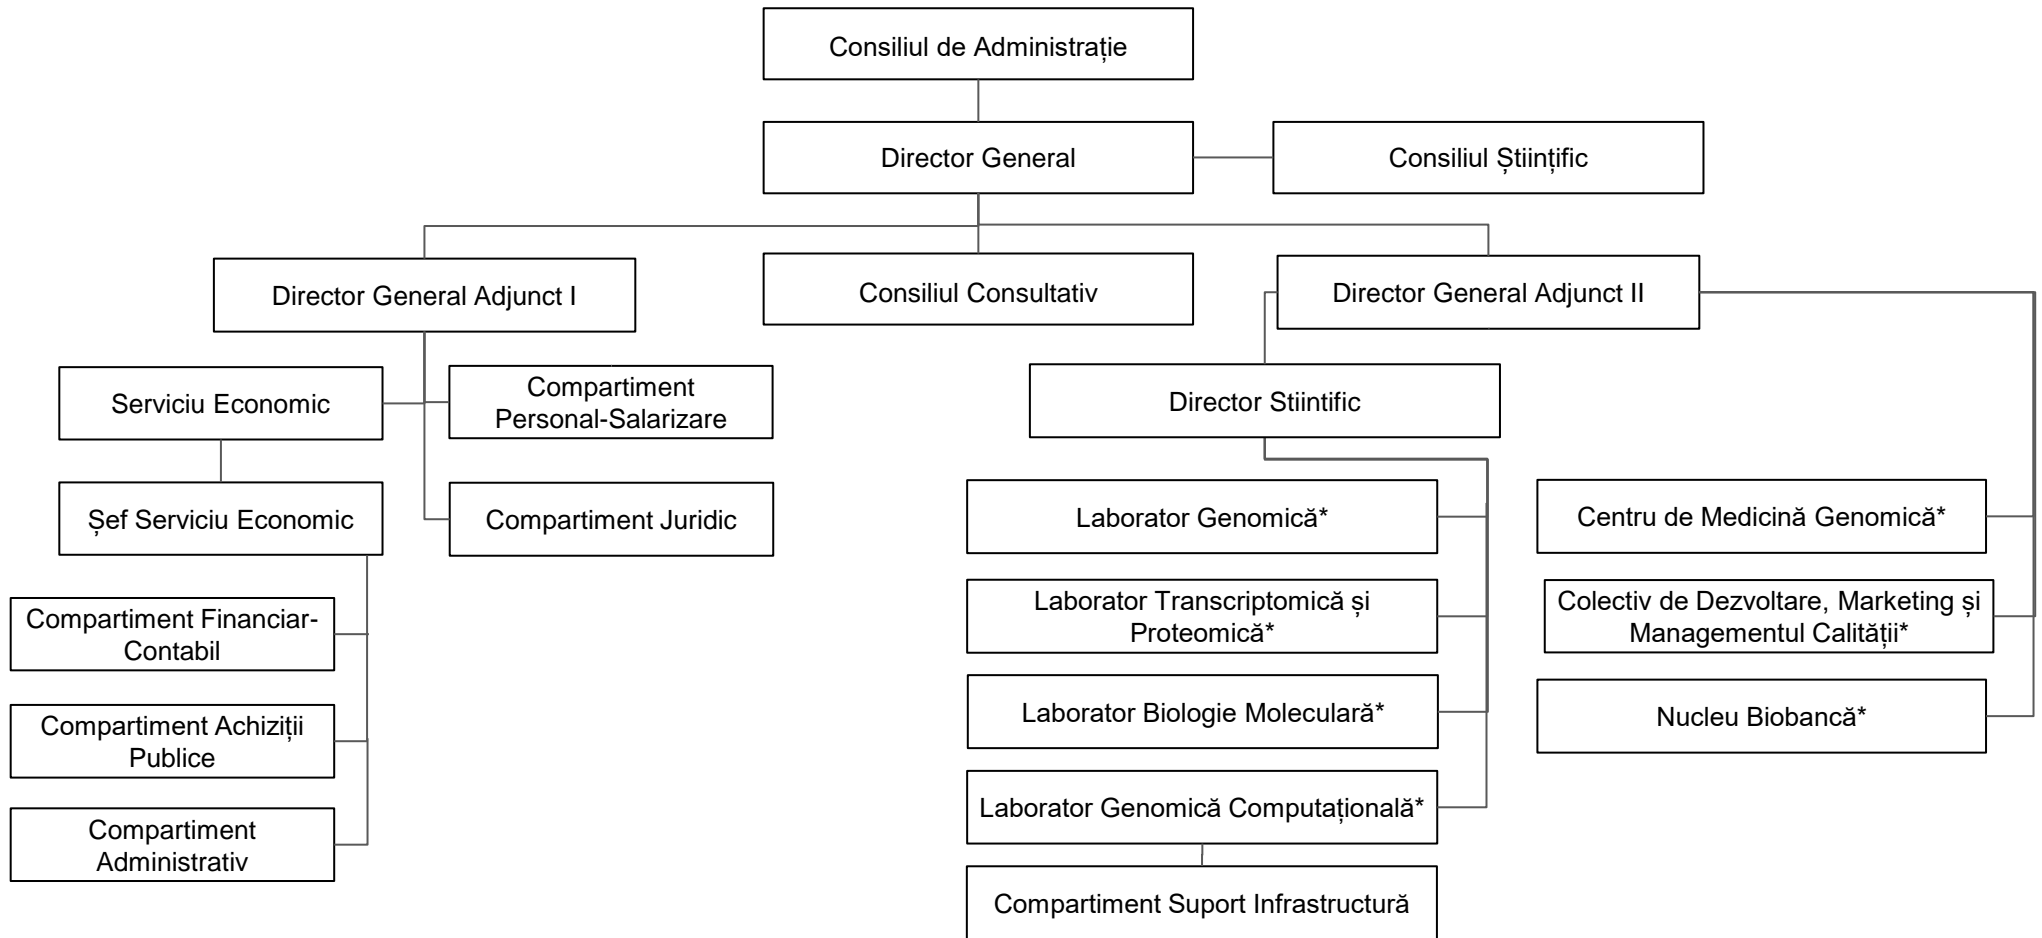 Consiliul de Administrație
Director General
Consiliul Științific
Director General Adjunct I
Consiliul Consultativ
Director General Adjunct II
Serviciu Economic
Compartiment
Personal-Salarizare
Director Stiintific
Șef Serviciu Economic
Compartiment Juridic
Laborator Genomică*
Centru de Medicină Genomică*
Compartiment Financiar-
Contabil
Laborator Transcriptomică și
Proteomică*
Colectiv de Dezvoltare, Marketing și
Managementul Calității*
Compartiment Achiziții
Publice
Laborator Biologie Moleculară*
Nucleu Biobancă*
Compartiment
Administrativ
Laborator Genomică Computațională*
Compartiment Suport Infrastructură